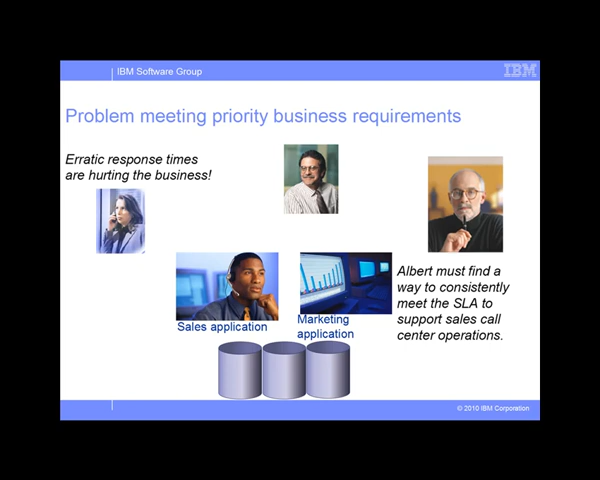 IBM Software Group
IBM
Problem meeting priority business requirements
Erratic response times
are hurting the business!
Albert must find a
way to consistently
meet the SLA to
support sales call
center operations.
Sales application
Marketing
application
© 2010 IBM Corporation